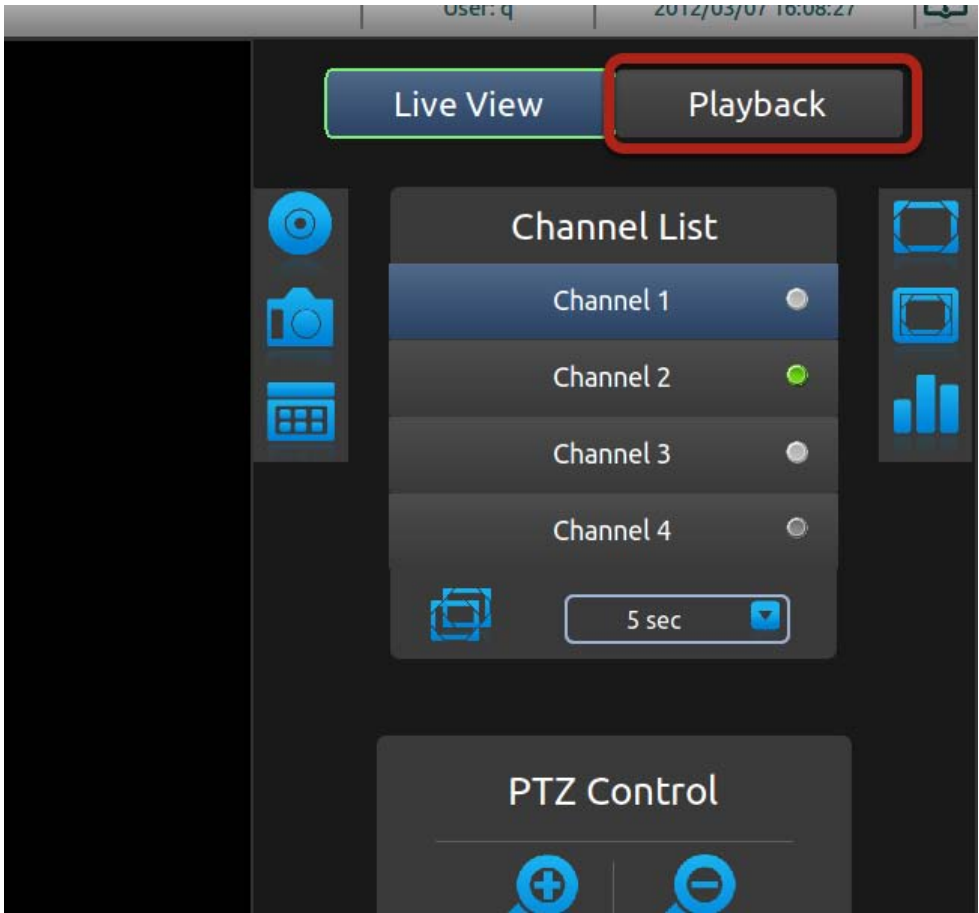 User: q 2012/03/07 16:08:27
Live View Playback
Channel List
Channel 1
Channel 2
Channel 3
Channel 4
5 sec
PTZ Control